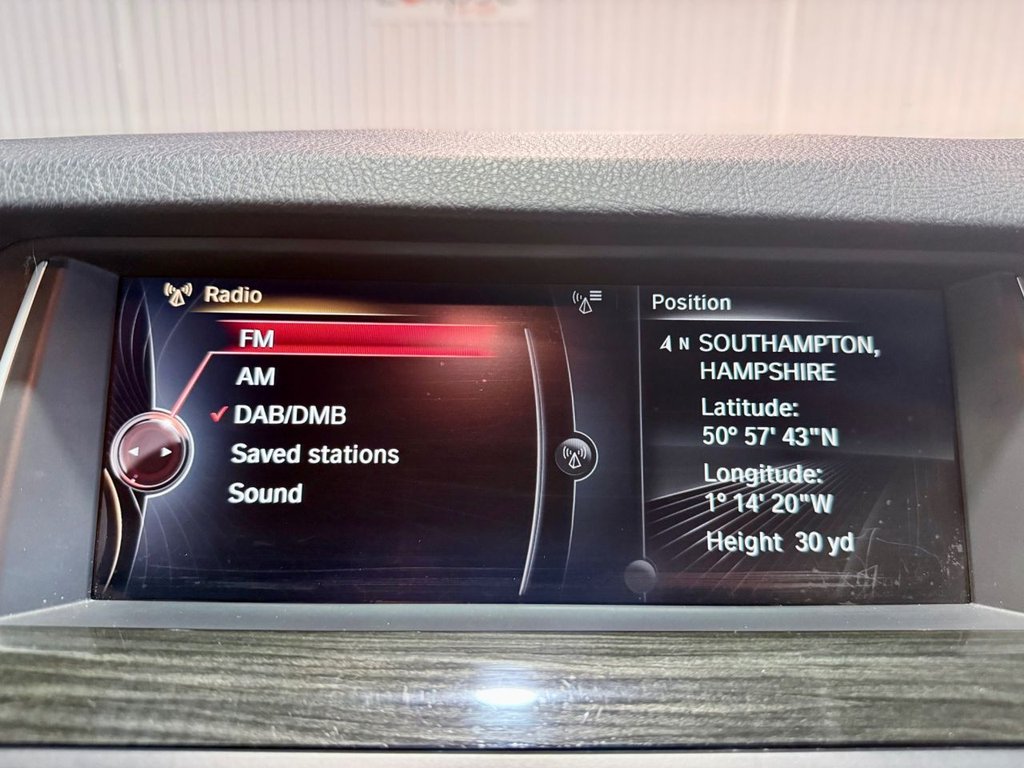 Radio
FM
AM
DAB/DMB
Saved stations
Sound
Position
N SOUTHAMPTON,
HAMPSHIRE
Latitude:
50° 57' 43"N
Longitude:
1° 14' 20"W
Height 30 yd